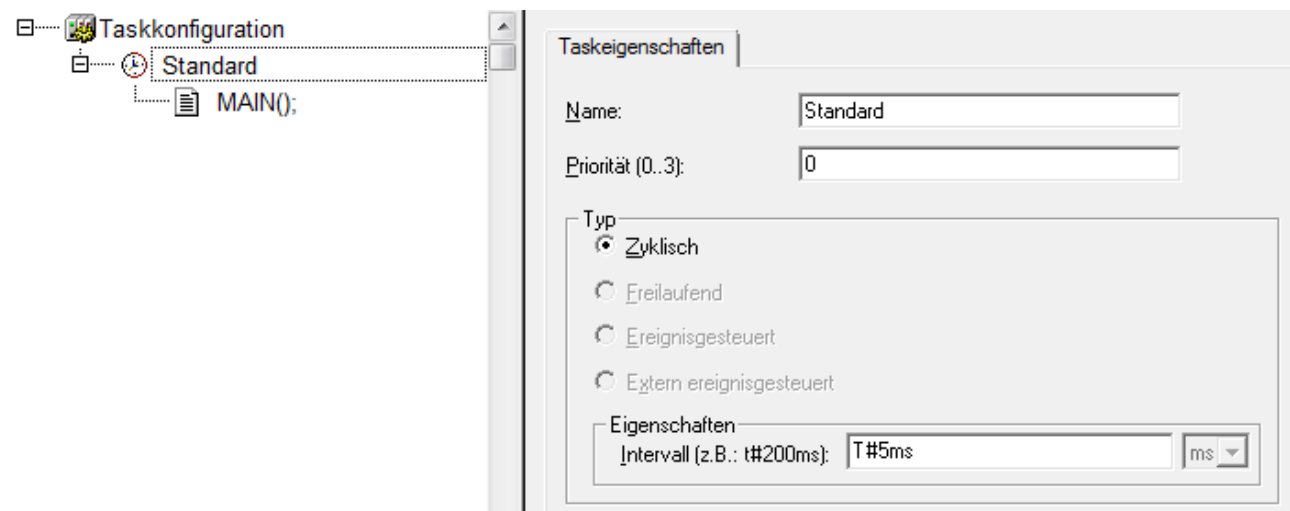 Taskkonfiguration
Standard
MAIN();
Taskeigenschaften
Name: Standard
Priorität (0..3): 0
Typ
Zyklisch
Freilaufend
Ereignisgesteuert
Extern ereignisgesteuert
Eigenschaften
Intervall (z.B.: t#200ms): T#5ms ms